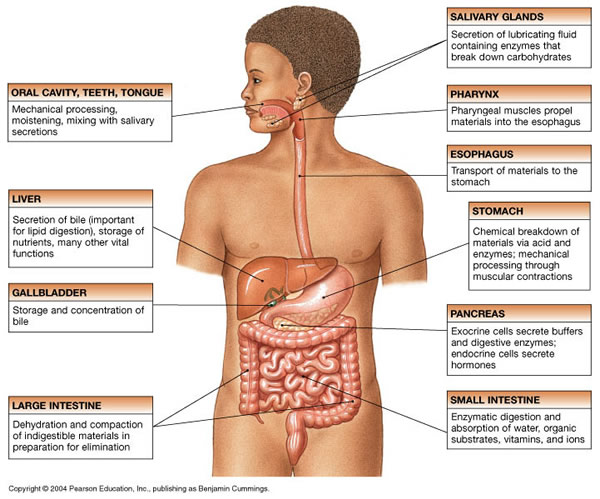 SALIVARY GLANDS
Secretion of lubricating fluid
containing enzymes that
break down carbohydrates
ORAL CAVITY, TEETH, TONGUE
Mechanical processing,
moistening, mixing with salivary
secretions
PHARYNX
Pharyngeal muscles propel
materials into the esophagus
ESOPHAGUS
Transport of materials to the
stomach
LIVER
Secretion of bile (important
for lipid digestion), storage of
nutrients, many other vital
functions
STOMACH
Chemical breakdown of
materials via acid and
enzymes; mechanical
processing through
muscular contractions
GALLBLADDER
Storage and concentration of
bile
PANCREAS
Exocrine cells secrete buffers
and digestive enzymes;
endocrine cells secrete
hormones
LARGE INTESTINE
Dehydration and compaction
of indigestible materials in
preparation for elimination
SMALL INTESTINE
Enzymatic digestion and
absorption of water, organic
substrates, vitamins, and ions
Copyright © 2004 Pearson Education, Inc., publishing as Benjamin Cummings.